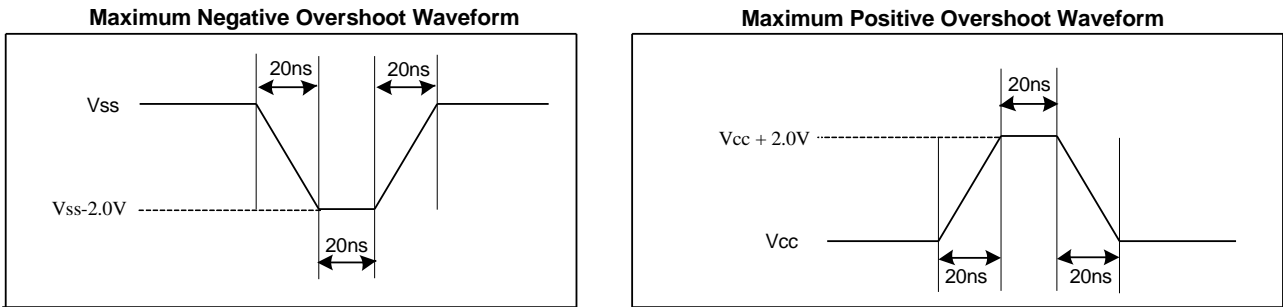 Maximum Negative Overshoot Waveform
20ns
20ns
Vss
Vss-2.0V
20ns
Maximum Positive Overshoot Waveform
20ns
Vcc + 2.0V
Vcc
20ns
20ns